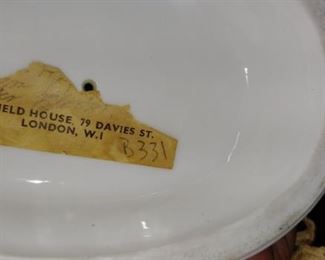 IELD HOUSE, 79 DAVIES ST.
LONDON, W.1
B331